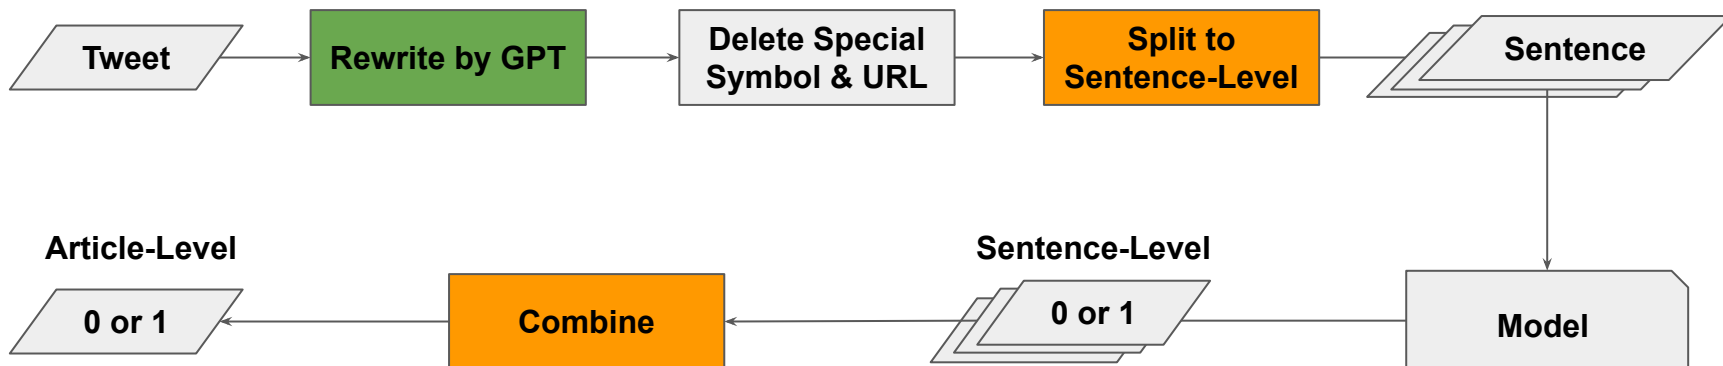 Tweet
Rewrite by GPT
Delete Special
Symbol & URL
Split to
Sentence-Level
Sentence
Article-Level
0 or 1
Combine
Sentence-Level
0 or 1
Model